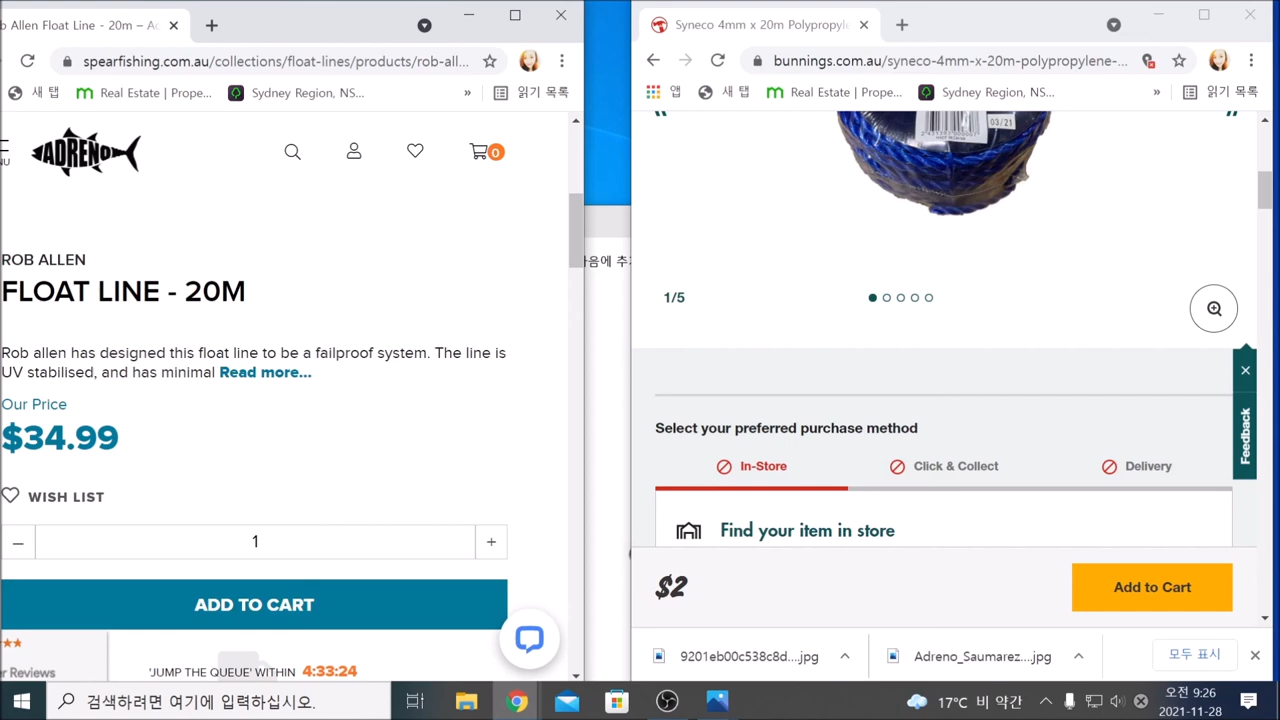 b Allen Float Line - 20m – A
spearfishing.com.au/collections/float-lines/products/rob-all...
새 탭
Real Estate | Prope...
Sydney Region, NS...
»
읽기 목록
NU
ADRENO
0
ROB ALLEN
FLOAT LINE - 20M
Rob allen has designed this float line to be a failproof system. The line is
UV stabilised, and has minimal Read more...
Our Price
$34.99
WISH LIST
– 1 +
ADD TO CART
r Reviews
'JUMP THE QUEUE' WITHIN 4:33:24
Syneco 4mm x 20m Polypropyle
bunnings.com.au/syneco-4mm-x-20m-polypropylene-...
앱
새 탭
Real Estate | Prope...
Sydney Region, NS...
»
읽기 목록
03/21
1/5
Feedback
Select your preferred purchase method
In-Store
Click & Collect
Delivery
Find your item in store
$2
Add to Cart
9201eb00c538c8d....jpg
Adreno_Saumarez....jpg
모두 표시
검색하려면 여기에 입력하십시오.
17°C 비 약간
오전 9:26
2021-11-28